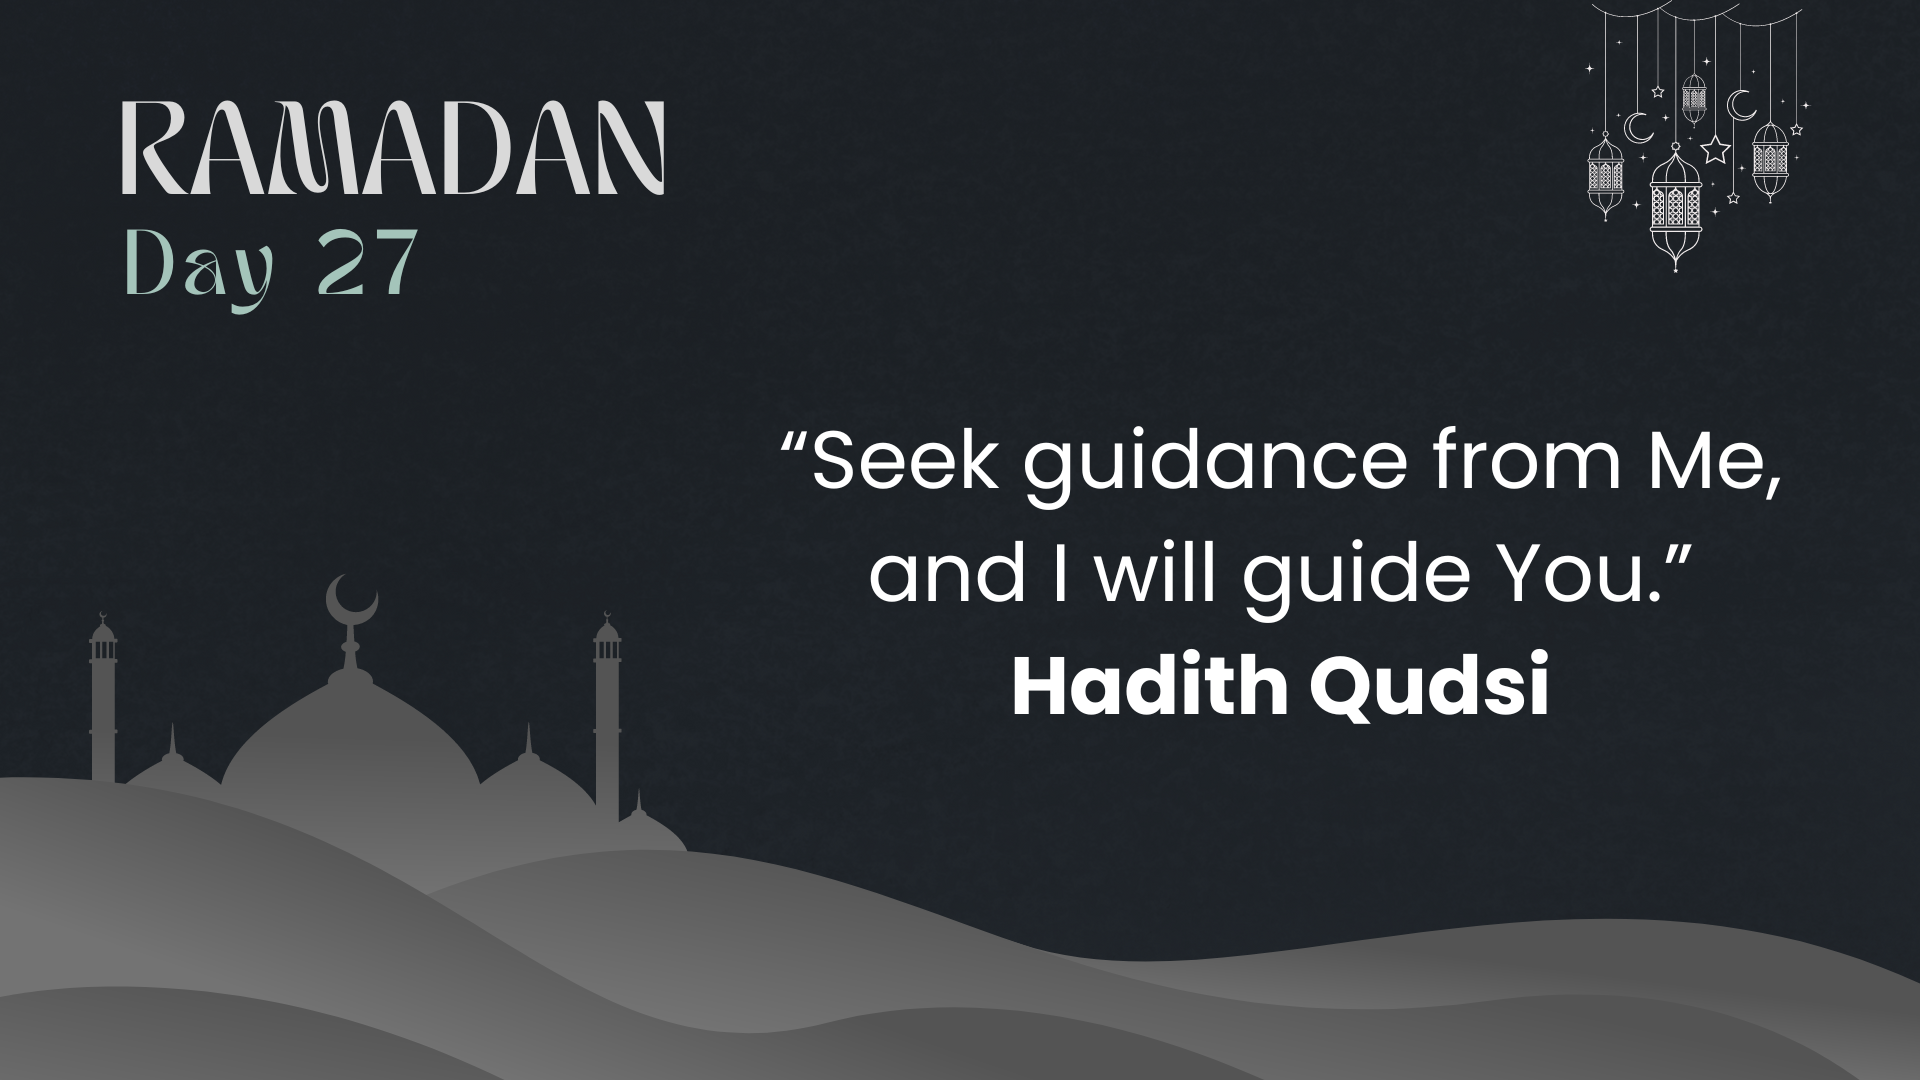 RAMADAN
Day 27
“Seek guidance from Me,
and I will guide You.”
Hadith Qudsi